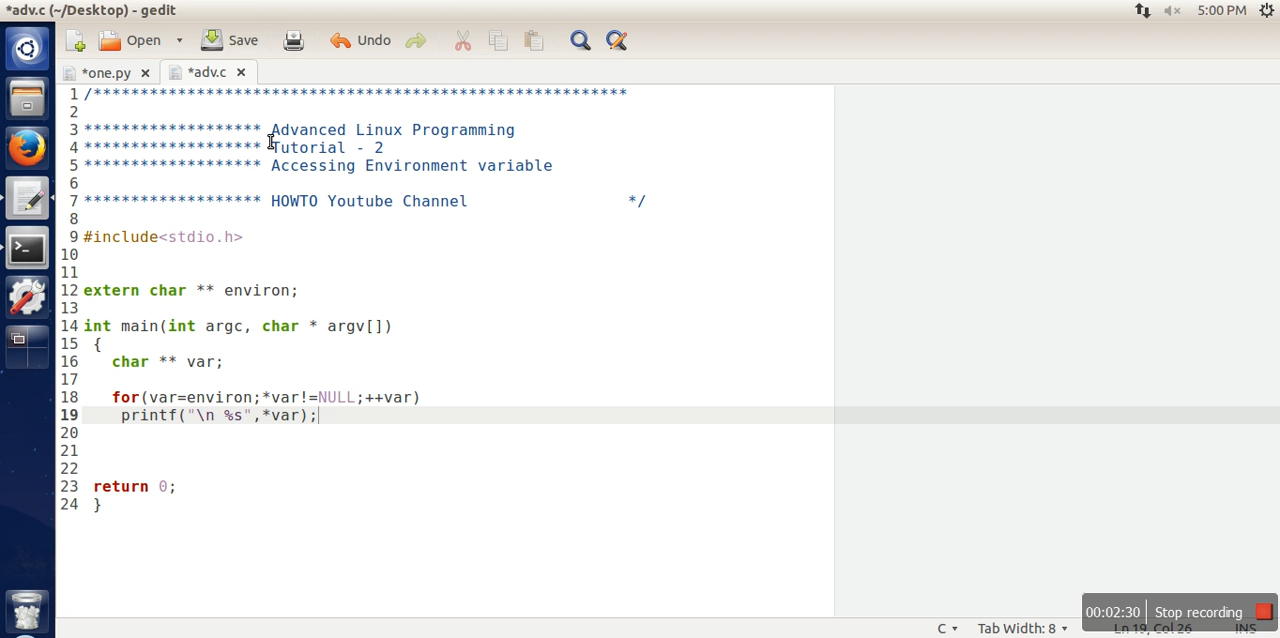 *adv.c (~/Desktop) - gedit
5:00 PM
Open
Save
Undo
*one.py
*adv.c
1 /*********************************************************
2
3 ******************* Advanced Linux Programming
4 ******************* Tutorial - 2
5 ******************* Accessing Environment variable
6
7 ******************* HOWTO Youtube Channel */
8
9 #include<stdio.h>
10
11
12 extern char ** environ;
13
14 int main(int argc, char * argv[])
15 {
16 char ** var;
17
18 for(var=environ;*var!=NULL;++var)
19 printf("\n %s",*var);
20
21
22
23 return 0;
24 }
00:02:30 Stop recording
C Tab Width: 8 Ln 19, Col 26 INS